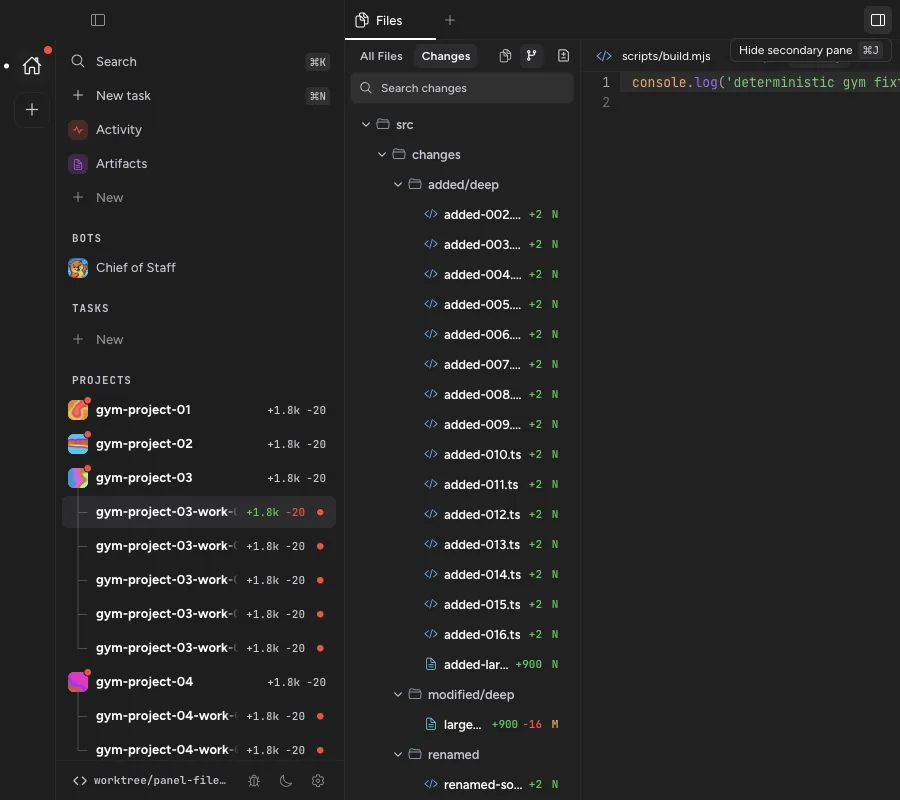 Files
Search ⌘K
New task ⌘N
Activity
Artifacts
New
BOTS
Chief of Staff
TASKS
New
PROJECTS
gym-project-01 +1.8k -20
gym-project-02 +1.8k -20
gym-project-03 +1.8k -20
gym-project-03-work- +1.8k -20
gym-project-03-work- +1.8k -20
gym-project-03-work- +1.8k -20
gym-project-03-work- +1.8k -20
gym-project-03-work- +1.8k -20
gym-project-04 +1.8k -20
gym-project-04-work- +1.8k -20
gym-project-04-work- +1.8k -20
worktree/panel-file…
All Files Changes
Search changes
src
changes
added/deep
added-002.... +2 N
added-003.... +2 N
added-004.... +2 N
added-005.... +2 N
added-006.... +2 N
added-007.... +2 N
added-008.... +2 N
added-009.... +2 N
added-010.ts +2 N
added-011.ts +2 N
added-012.ts +2 N
added-013.ts +2 N
added-014.ts +2 N
added-015.ts +2 N
added-016.ts +2 N
added-lar... +900 N
modified/deep
large... +900 -16 M
renamed
renamed-so... +2 N
scripts/build.mjs
Hide secondary pane ⌘J
1 console.log('deterministic gym fixt
2